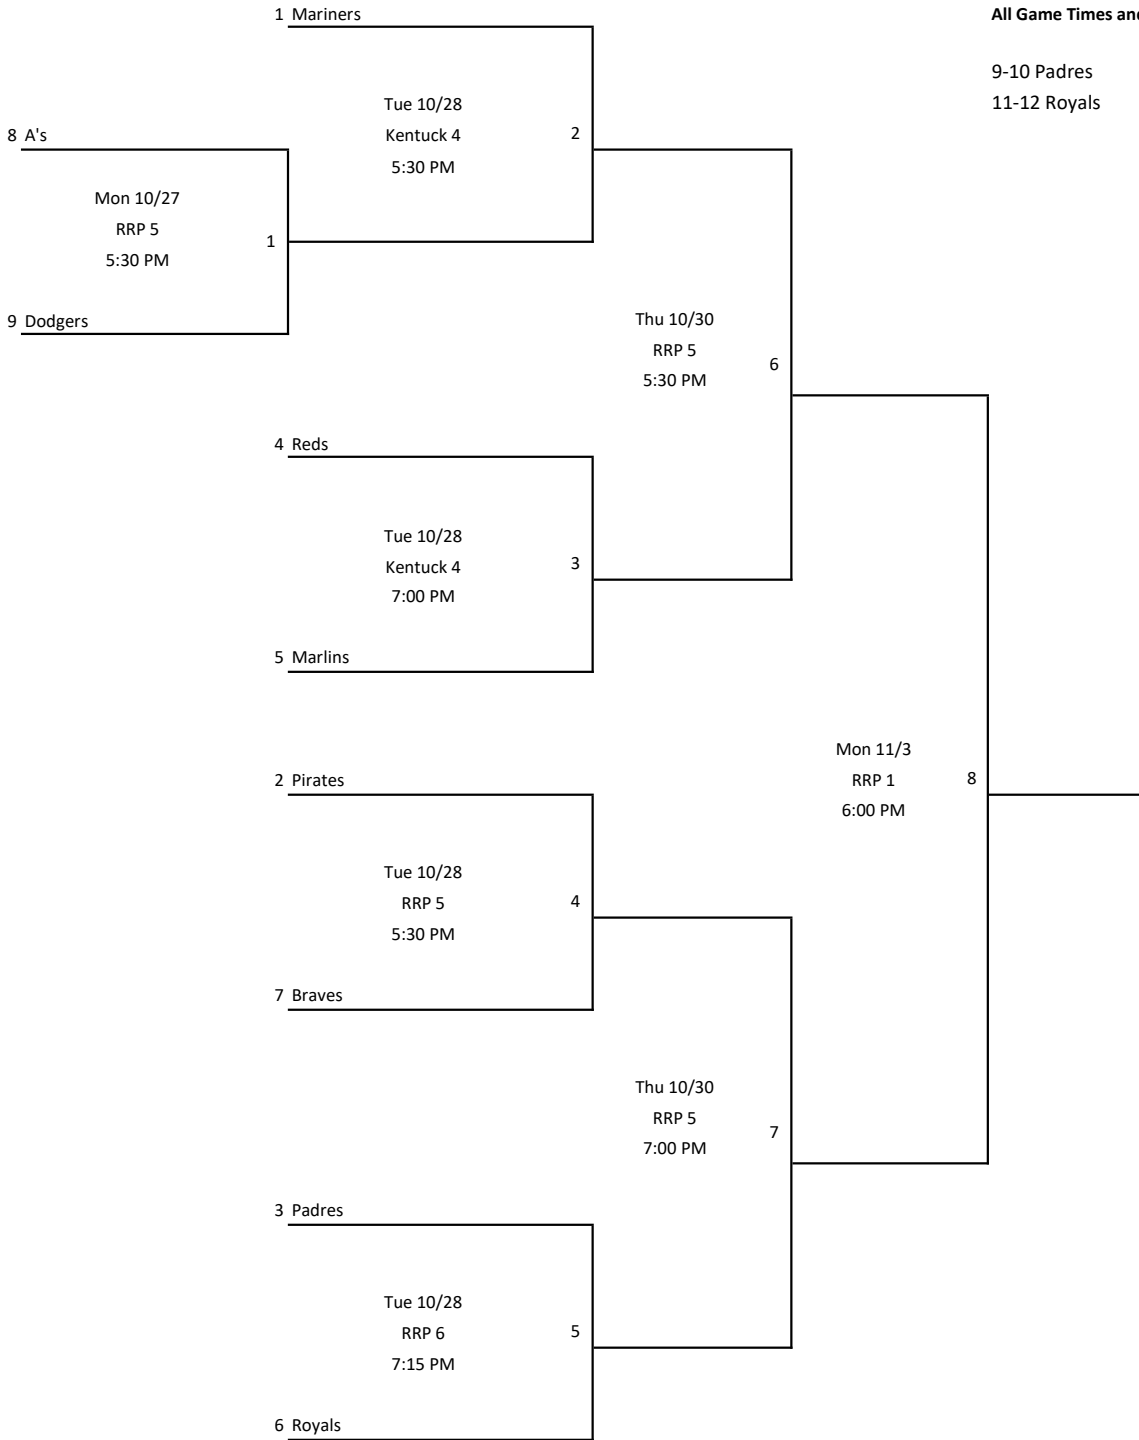 1 Mariners
All Game Times and
9-10 Padres
11-12 Royals
Tue 10/28
Kentuck 4
5:30 PM
2
8 A's
Mon 10/27
RRP 5
5:30 PM
1
9 Dodgers
Thu 10/30
RRP 5
5:30 PM
6
4 Reds
Tue 10/28
Kentuck 4
7:00 PM
3
5 Marlins
Mon 11/3
RRP 1
6:00 PM
8
2 Pirates
Tue 10/28
RRP 5
5:30 PM
4
7 Braves
Thu 10/30
RRP 5
7:00 PM
7
3 Padres
Tue 10/28
RRP 6
7:15 PM
5
6 Royals